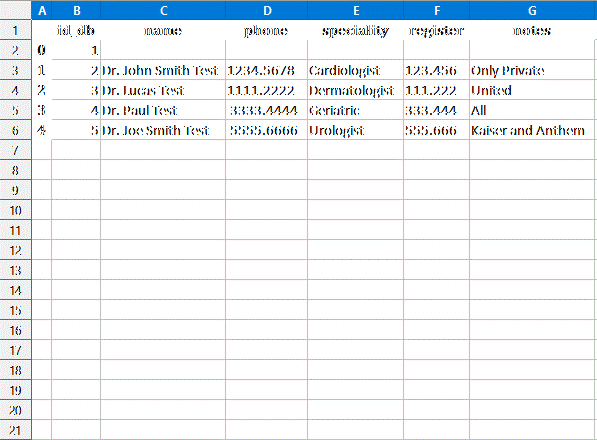 A B C D E F G
1 id_db name phone speciality register notes
2 0 1
3 1 2 Dr. John Smith Test 1234.5678 Cardiologist 123.456 Only Private
4 2 3 Dr. Lucas Test 1111.2222 Dermatologist 111.222 United
5 3 4 Dr. Paul Test 3333.4444 Geriatric 333.444 All
6 4 5 Dr. Joe Smith Test 5555.6666 Urologist 555.666 Kaiser and Anthem
7
8
9
10
11
12
13
14
15
16
17
18
19
20
21